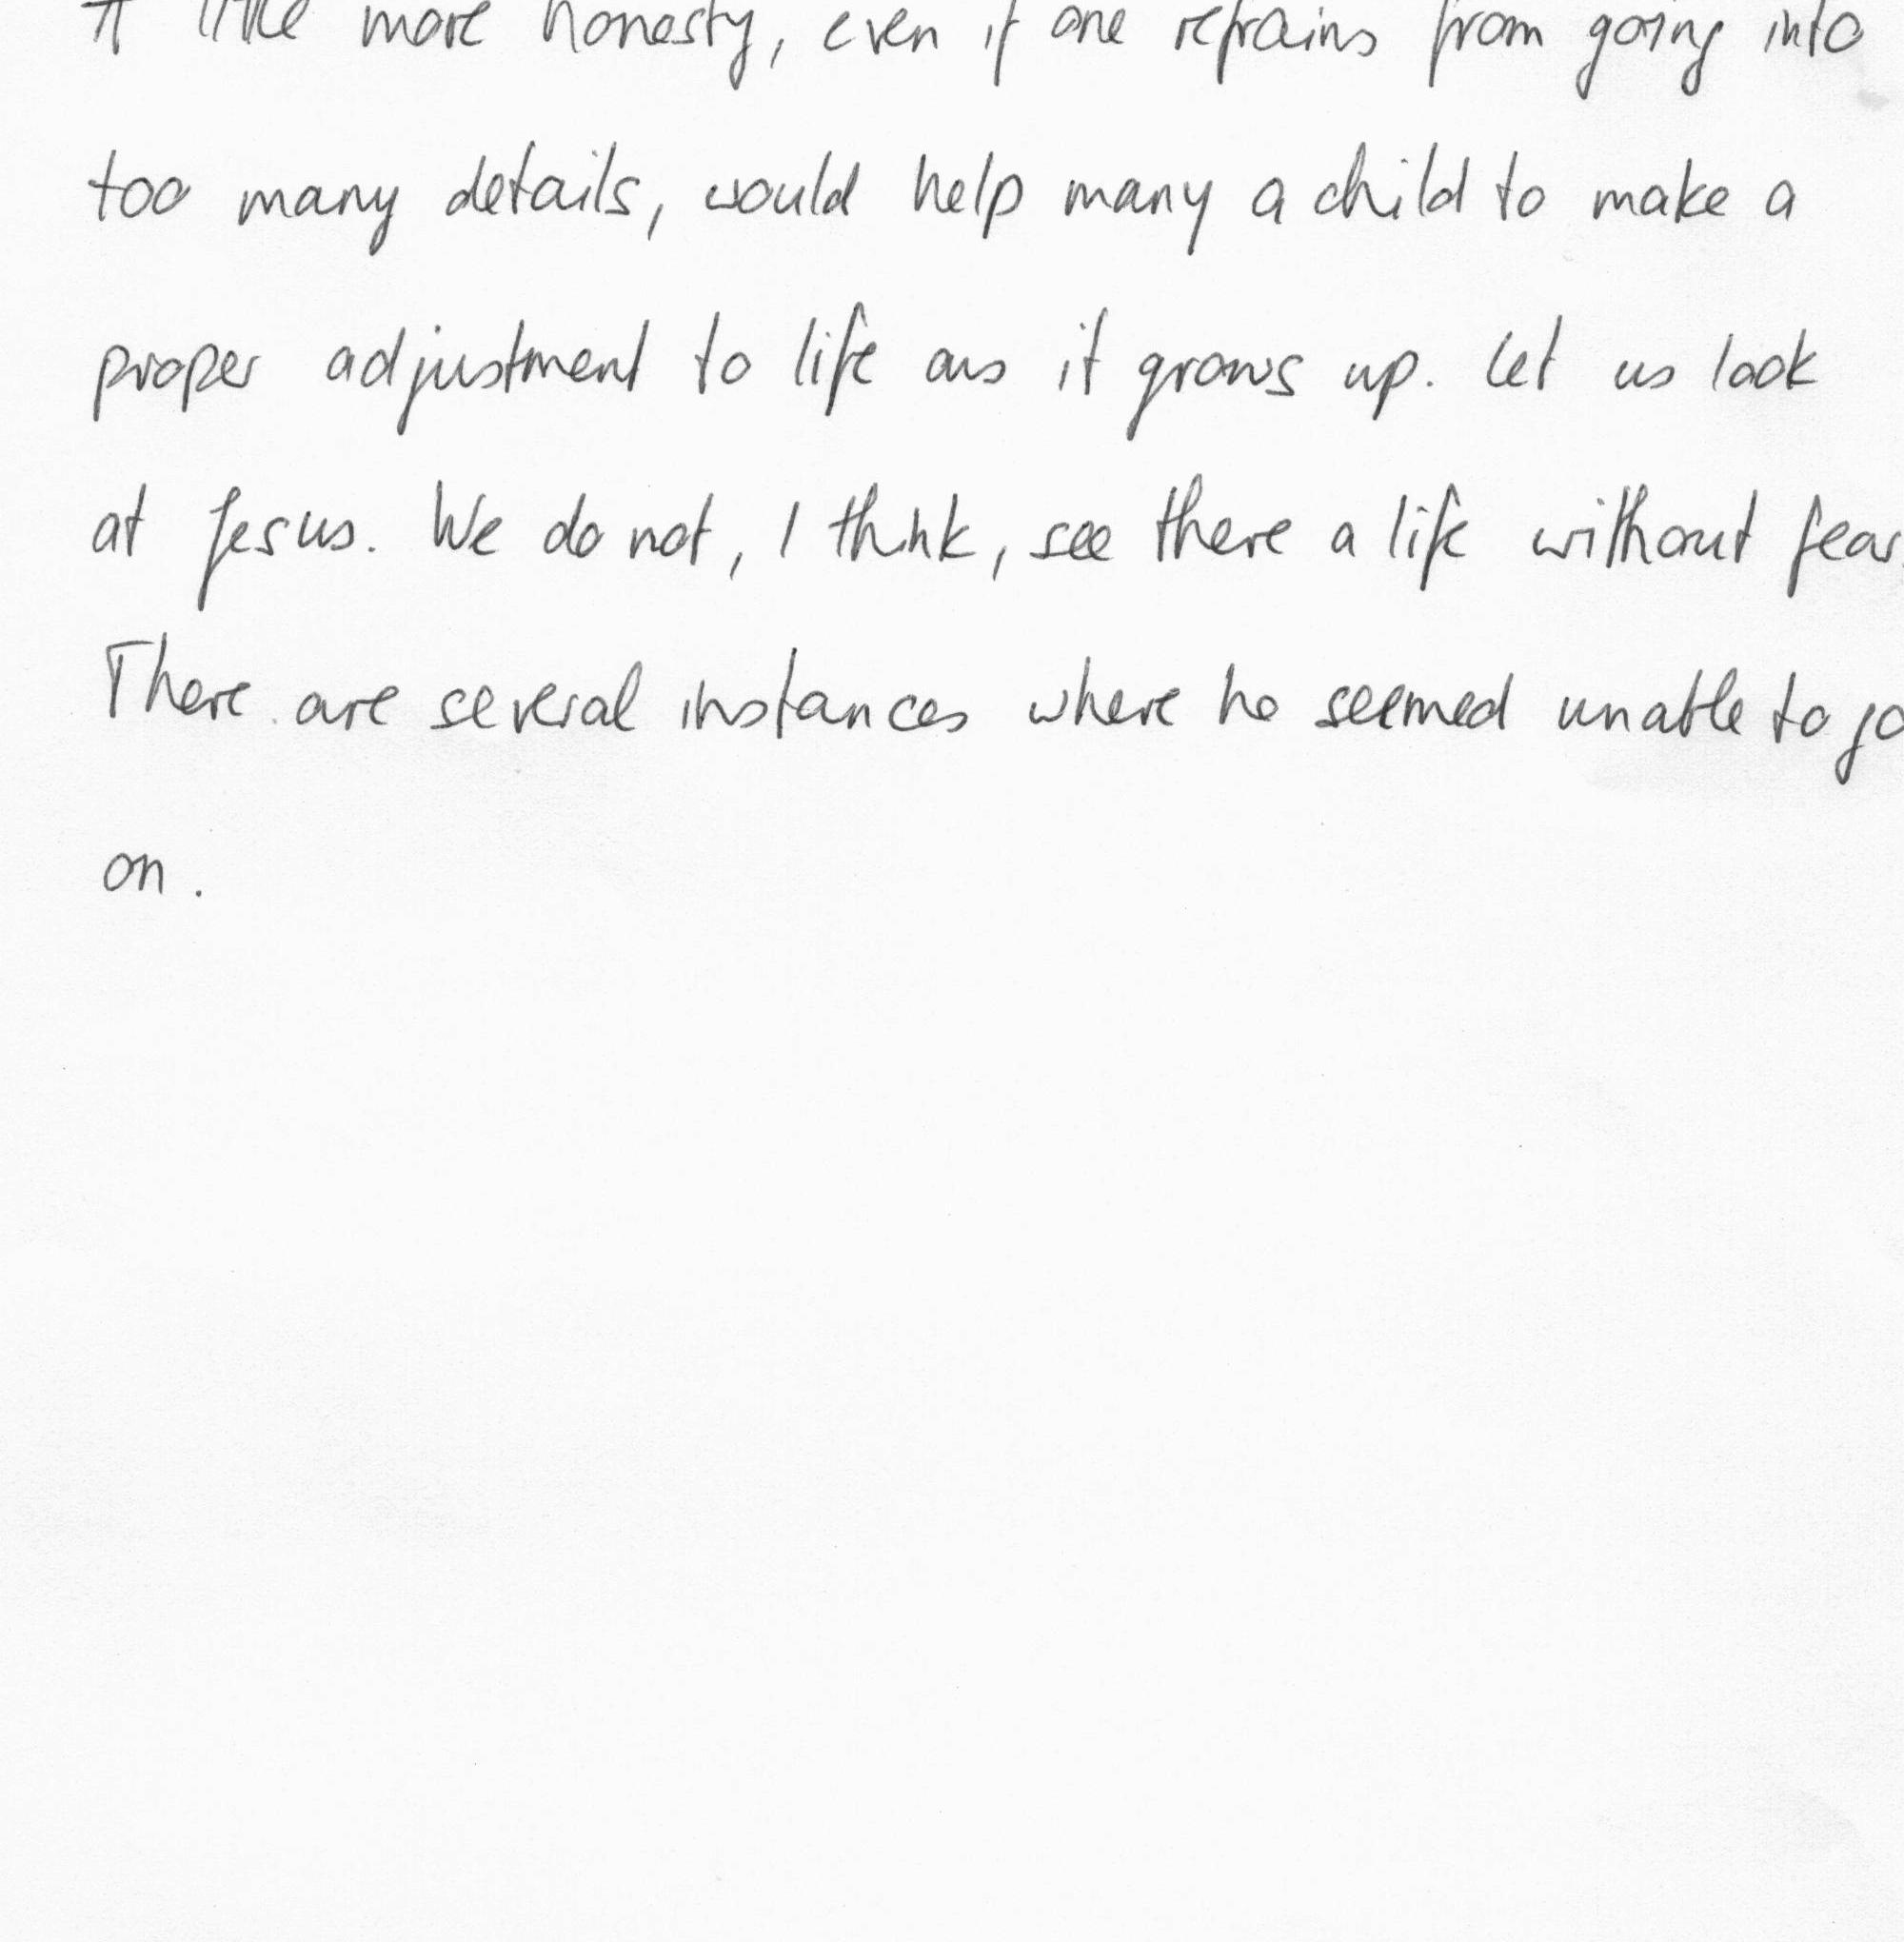 A little more honesty, even if one refrains from going into
too many details, would help many a child to make a
proper adjustment to life as it grows up. Let us look
at Jesus. We do not, I think, see there a life without fear.
There are several instances where he seemed unable to go
on.